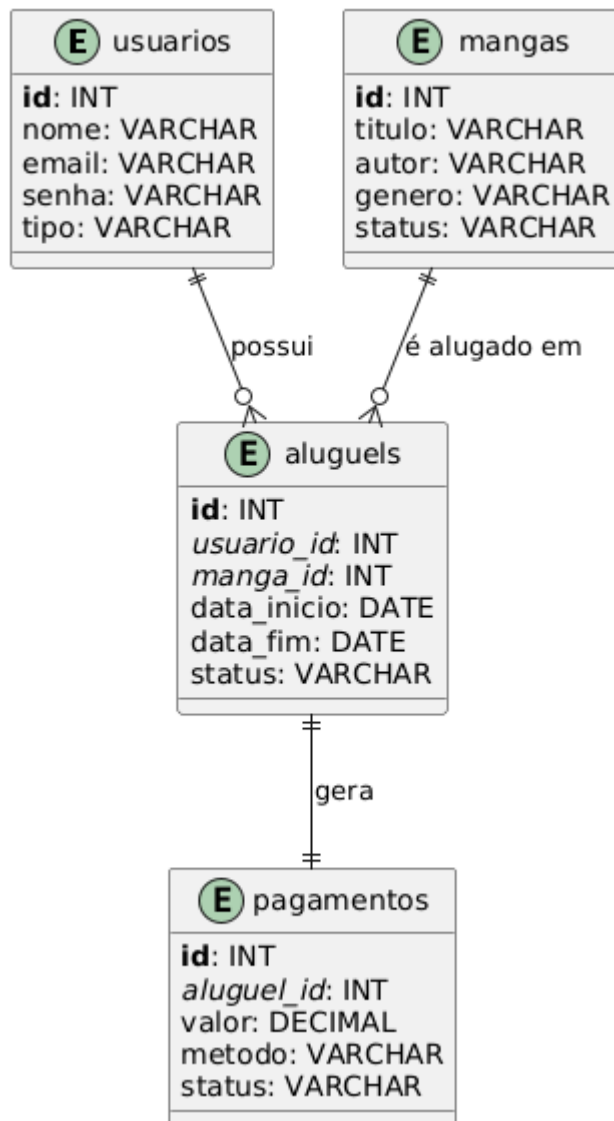 E usuarios
id: INT
nome: VARCHAR
email: VARCHAR
senha: VARCHAR
tipo: VARCHAR
E mangas
id: INT
titulo: VARCHAR
autor: VARCHAR
genero: VARCHAR
status: VARCHAR
possui
é alugado em
E aluguels
id: INT
usuario_id: INT
manga_id: INT
data_inicio: DATE
data_fim: DATE
status: VARCHAR
gera
E pagamentos
id: INT
aluguel_id: INT
valor: DECIMAL
metodo: VARCHAR
status: VARCHAR